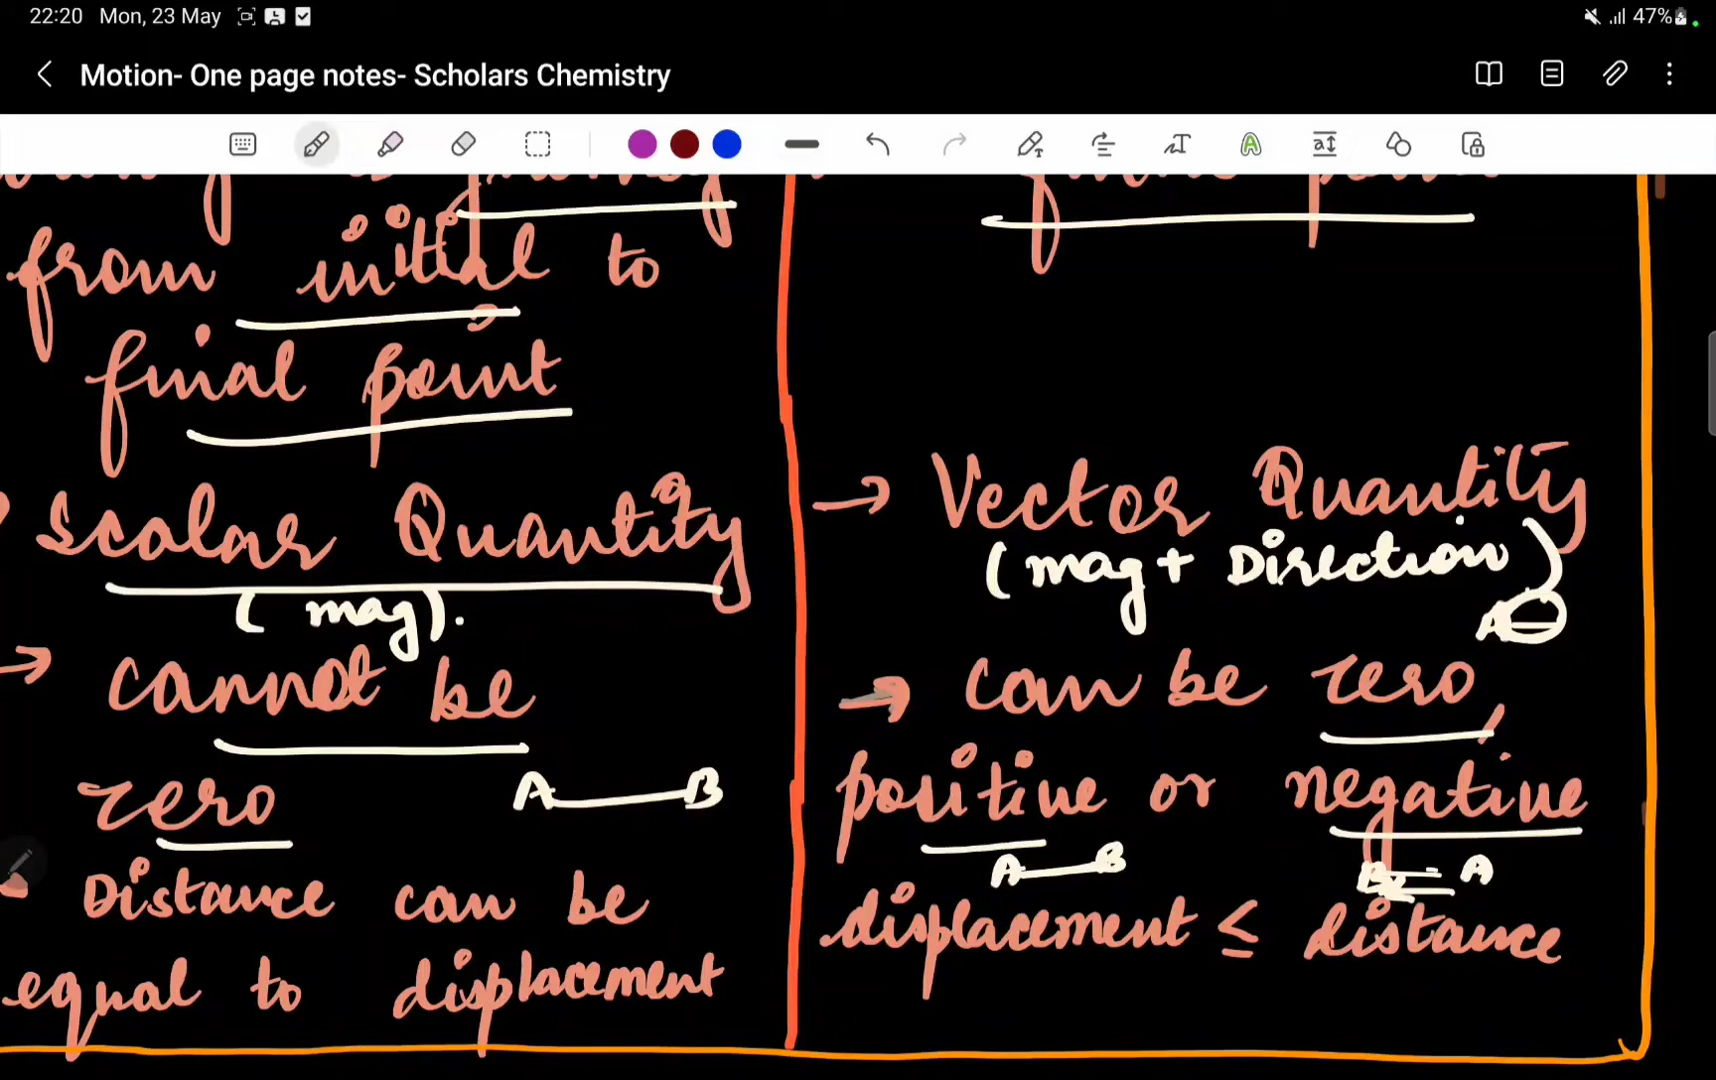 22:20 Mon, 23 May
47%
Motion- One page notes- Scholars Chemistry
from initial to
final point
Scalar Quantity
( mag).
cannot be
zero
A B
Distance can be
equal to displacement
final point
Vector Quantity
(mag + Direction)
A
can be zero,
positive or negative
A B
B A
displacement ≤ distance